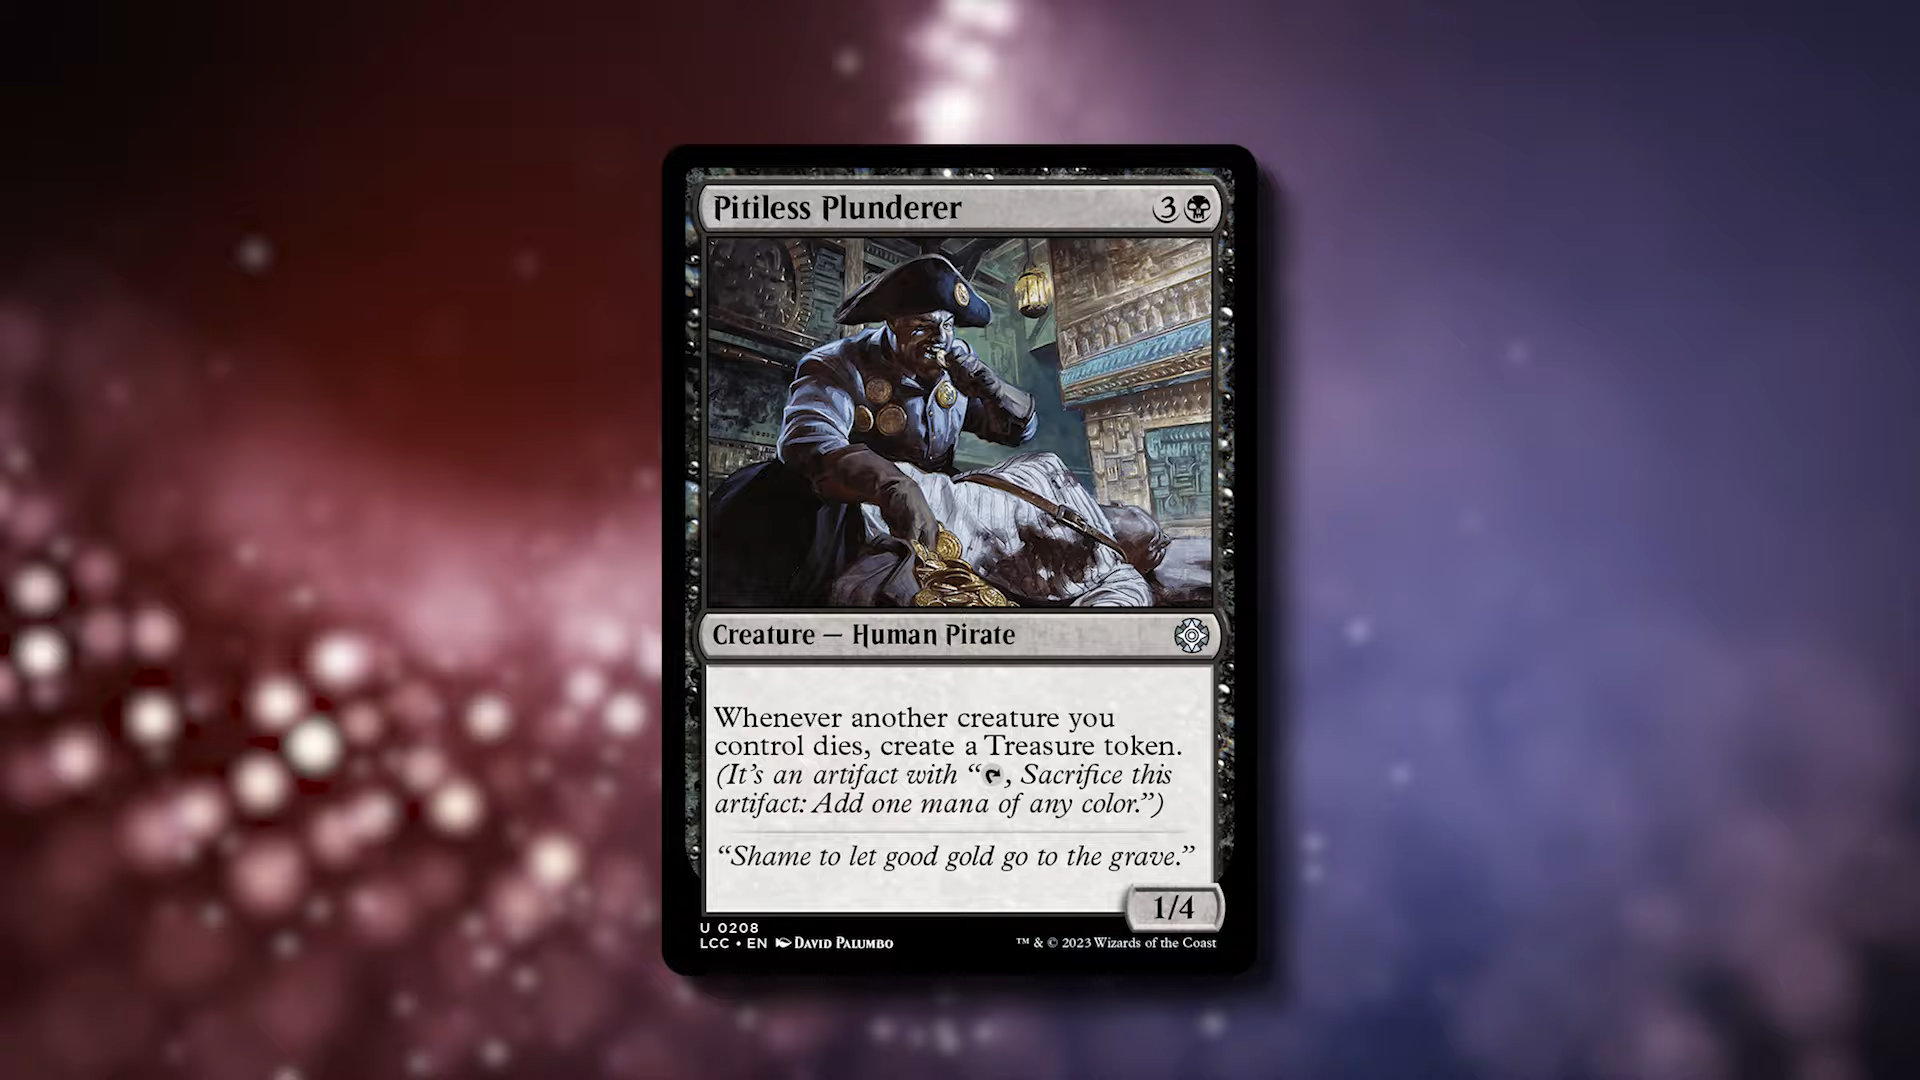 Pitiless Plunderer 3
Creature — Human Pirate
Whenever another creature you
control dies, create a Treasure token.
(It's an artifact with “, Sacrifice this
artifact: Add one mana of any color.”)
“Shame to let good gold go to the grave.”
1/4
U 0208
LCC • EN DAVID PALUMBO
™ & © 2023 Wizards of the Coast